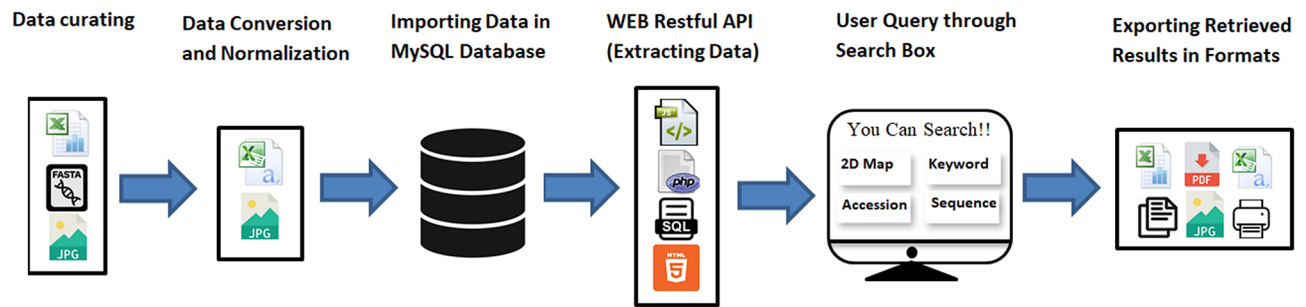 Data curating
Data Conversion
and Normalization
Importing Data in
MySQL Database
WEB Restful API
(Extracting Data)
User Query through
Search Box
Exporting Retrieved
Results in Formats
FASTA
JPG
a,
JPG
JS
</>
php
SQL
HTML
5
You Can Search!!
2D Map
Keyword
Accession
Sequence
PDF
a,
JPG